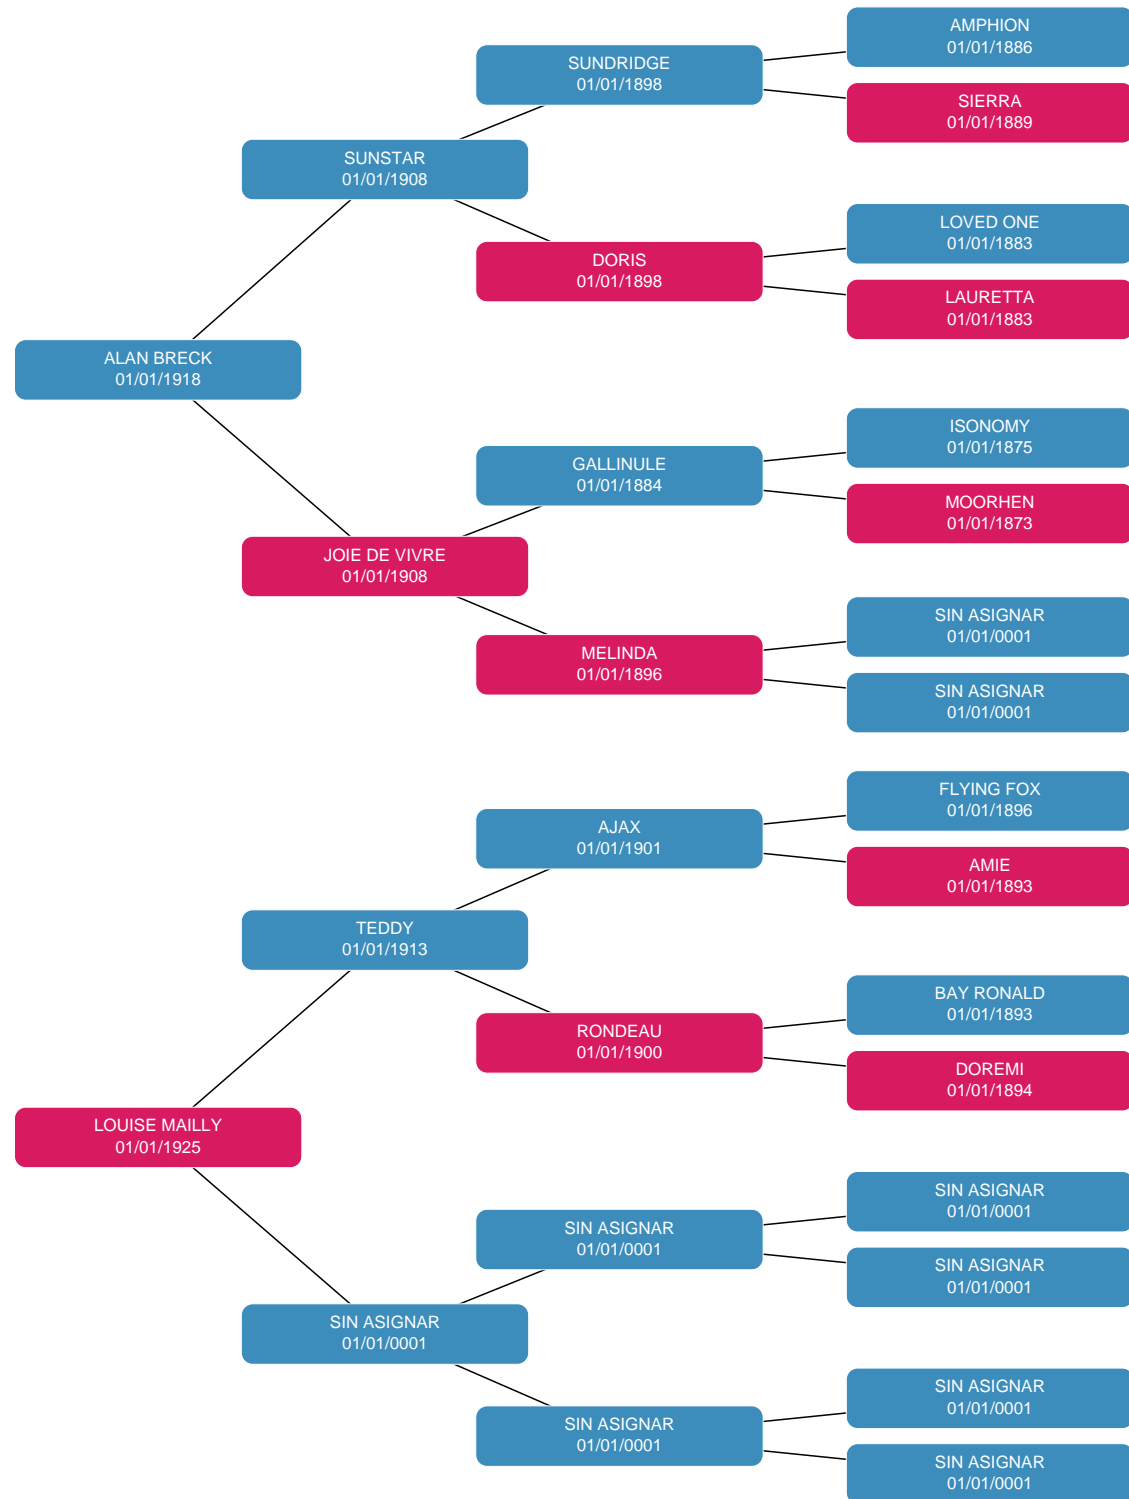 AMPHION
01/01/1886
SUNDRIDGE
01/01/1898
SIERRA
01/01/1889
SUNSTAR
01/01/1908
LOVED ONE
01/01/1883
DORIS
01/01/1898
LAURETTA
01/01/1883
ALAN BRECK
01/01/1918
ISONOMY
01/01/1875
GALLINULE
01/01/1884
MOORHEN
01/01/1873
JOIE DE VIVRE
01/01/1908
SIN ASIGNAR
01/01/0001
MELINDA
01/01/1896
SIN ASIGNAR
01/01/0001
FLYING FOX
01/01/1896
AJAX
01/01/1901
AMIE
01/01/1893
TEDDY
01/01/1913
BAY RONALD
01/01/1893
RONDEAU
01/01/1900
DOREMI
01/01/1894
LOUISE MAILLY
01/01/1925
SIN ASIGNAR
01/01/0001
SIN ASIGNAR
01/01/0001
SIN ASIGNAR
01/01/0001
SIN ASIGNAR
01/01/0001
SIN ASIGNAR
01/01/0001
SIN ASIGNAR
01/01/0001
SIN ASIGNAR
01/01/0001